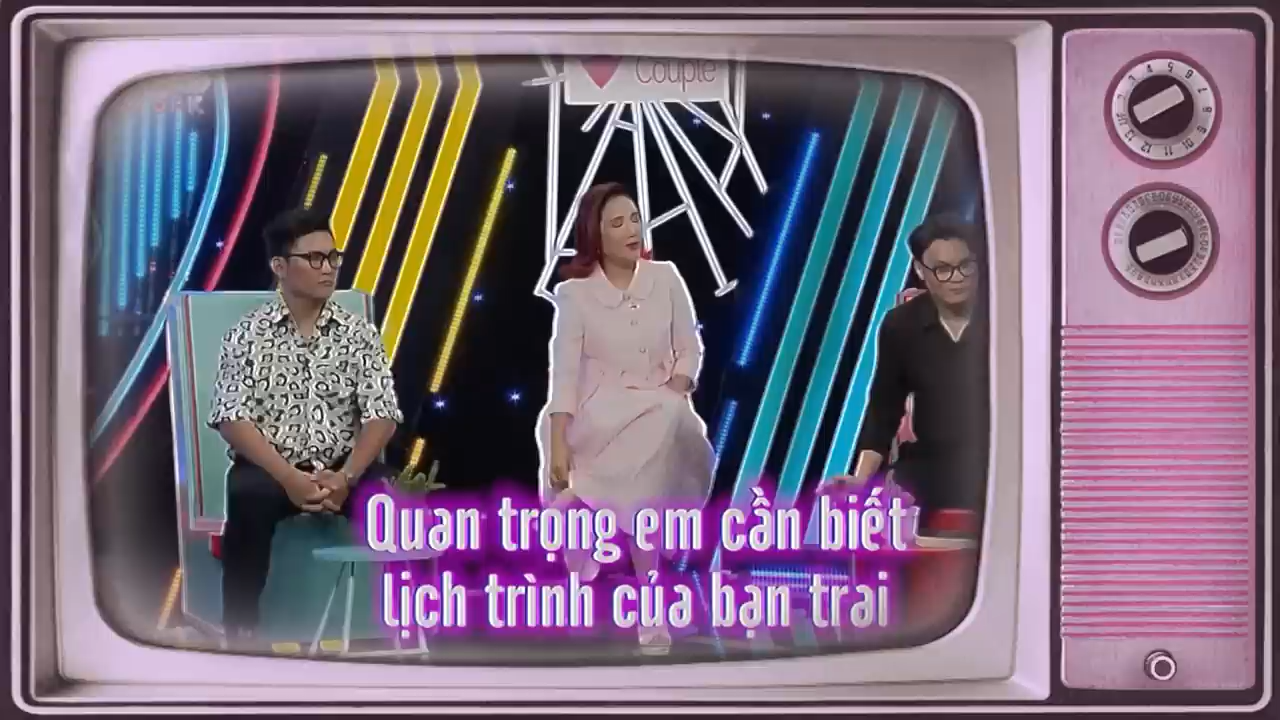 Couple
Quan trọng em cần biết
lịch trình của bạn trai